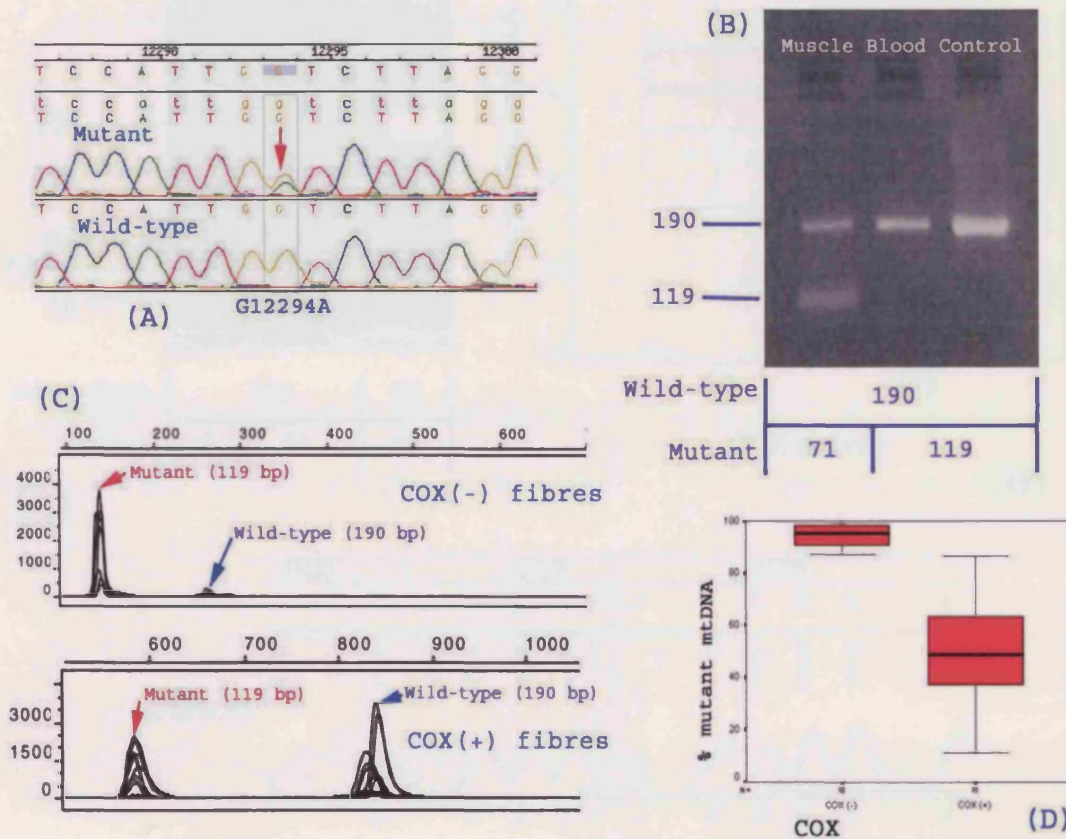 12290 12295 12300
T C C A T T G G T C T T A G G
t c c a t t g g t c t t a g g
T C C A T T G G T C T T A G G
Mutant
T C C A T T G G T C T T A G G
Wild-type
(A)
G12294A
(B)
Muscle Blood Control
190
119
Wild-type 190
Mutant 71 119
(C)
100 200 300 400 500 600
4000
3000
2000
1000
0
Mutant (119 bp)
COX(-) fibres
Wild-type (190 bp)
600 700 800 900 1000
3000
1500
0
Mutant (119 bp)
Wild-type (190 bp)
COX(+) fibres
% mutant mtDNA
100
80
60
40
20
0
COX (-) COX(+)
COX
(D)